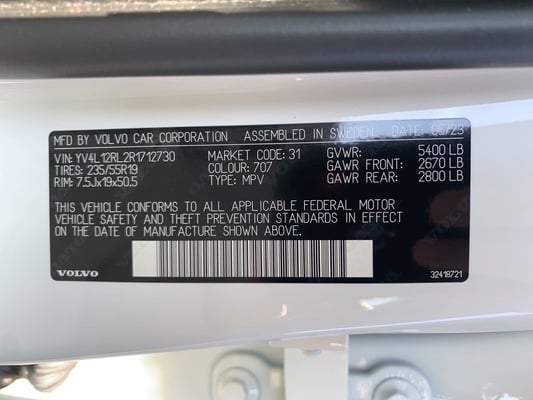 MFD BY VOLVO CAR CORPORATION ASSEMBLED IN SWEDEN DATE: 05/23
VIN: YV4L12RL2R1712730 MARKET CODE: 31 GVWR: 5400 LB
TIRES: 235/55R19 COLOUR: 707 GAWR FRONT: 2670 LB
RIM: 7.5Jx19x50.5 TYPE: MPV GAWR REAR: 2800 LB
THIS VEHICLE CONFORMS TO ALL APPLICABLE FEDERAL MOTOR
VEHICLE SAFETY AND THEFT PREVENTION STANDARDS IN EFFECT
ON THE DATE OF MANUFACTURE SHOWN ABOVE.
VOLVO 32418721